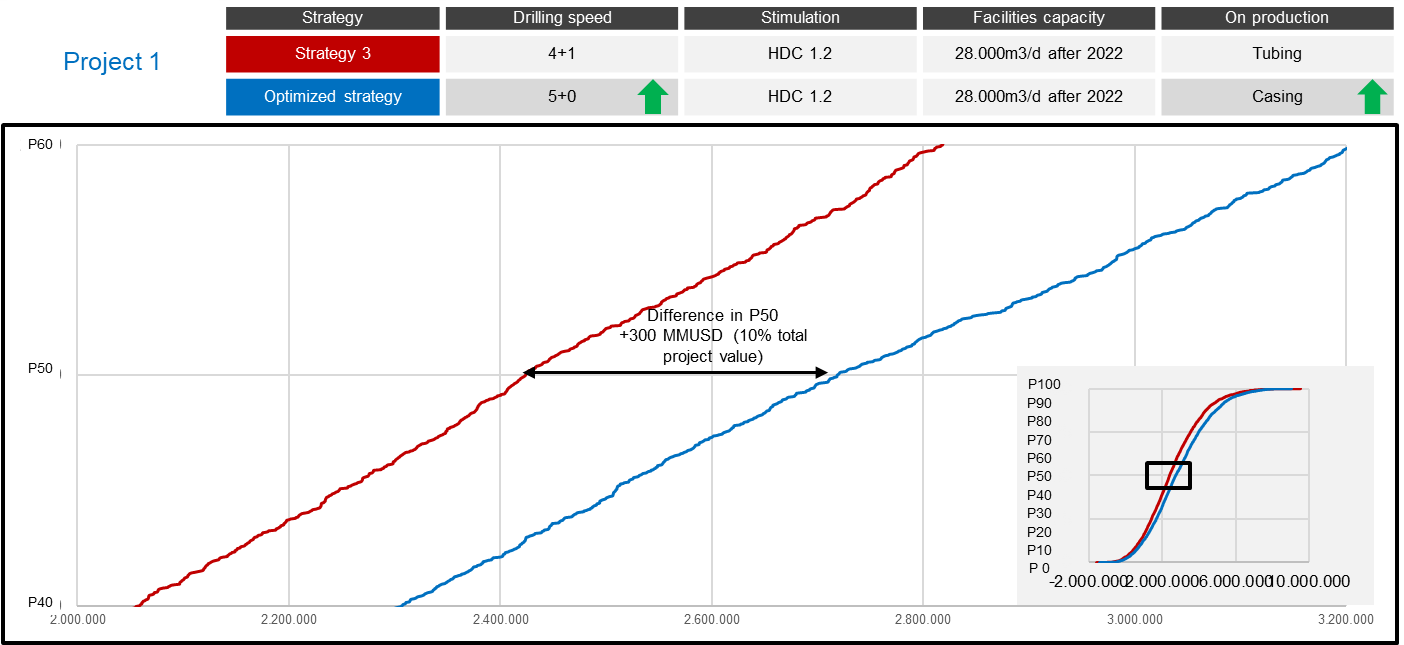 Strategy Drilling speed Stimulation Facilities capacity On production
Project 1
Strategy 3 4+1 HDC 1.2 28.000m3/d after 2022 Tubing
Optimized strategy 5+0 HDC 1.2 28.000m3/d after 2022 Casing
P60
Difference in P50
+300 MMUSD (10% total
project value)
P50
P40
2.000.000 2.200.000 2.400.000 2.600.000 2.800.000 3.000.000 3.200.000
P100
P90
P80
P70
P60
P50
P40
P30
P20
P10
P 0
-2.000.000 2.000.000 6.000.000 10.000.000